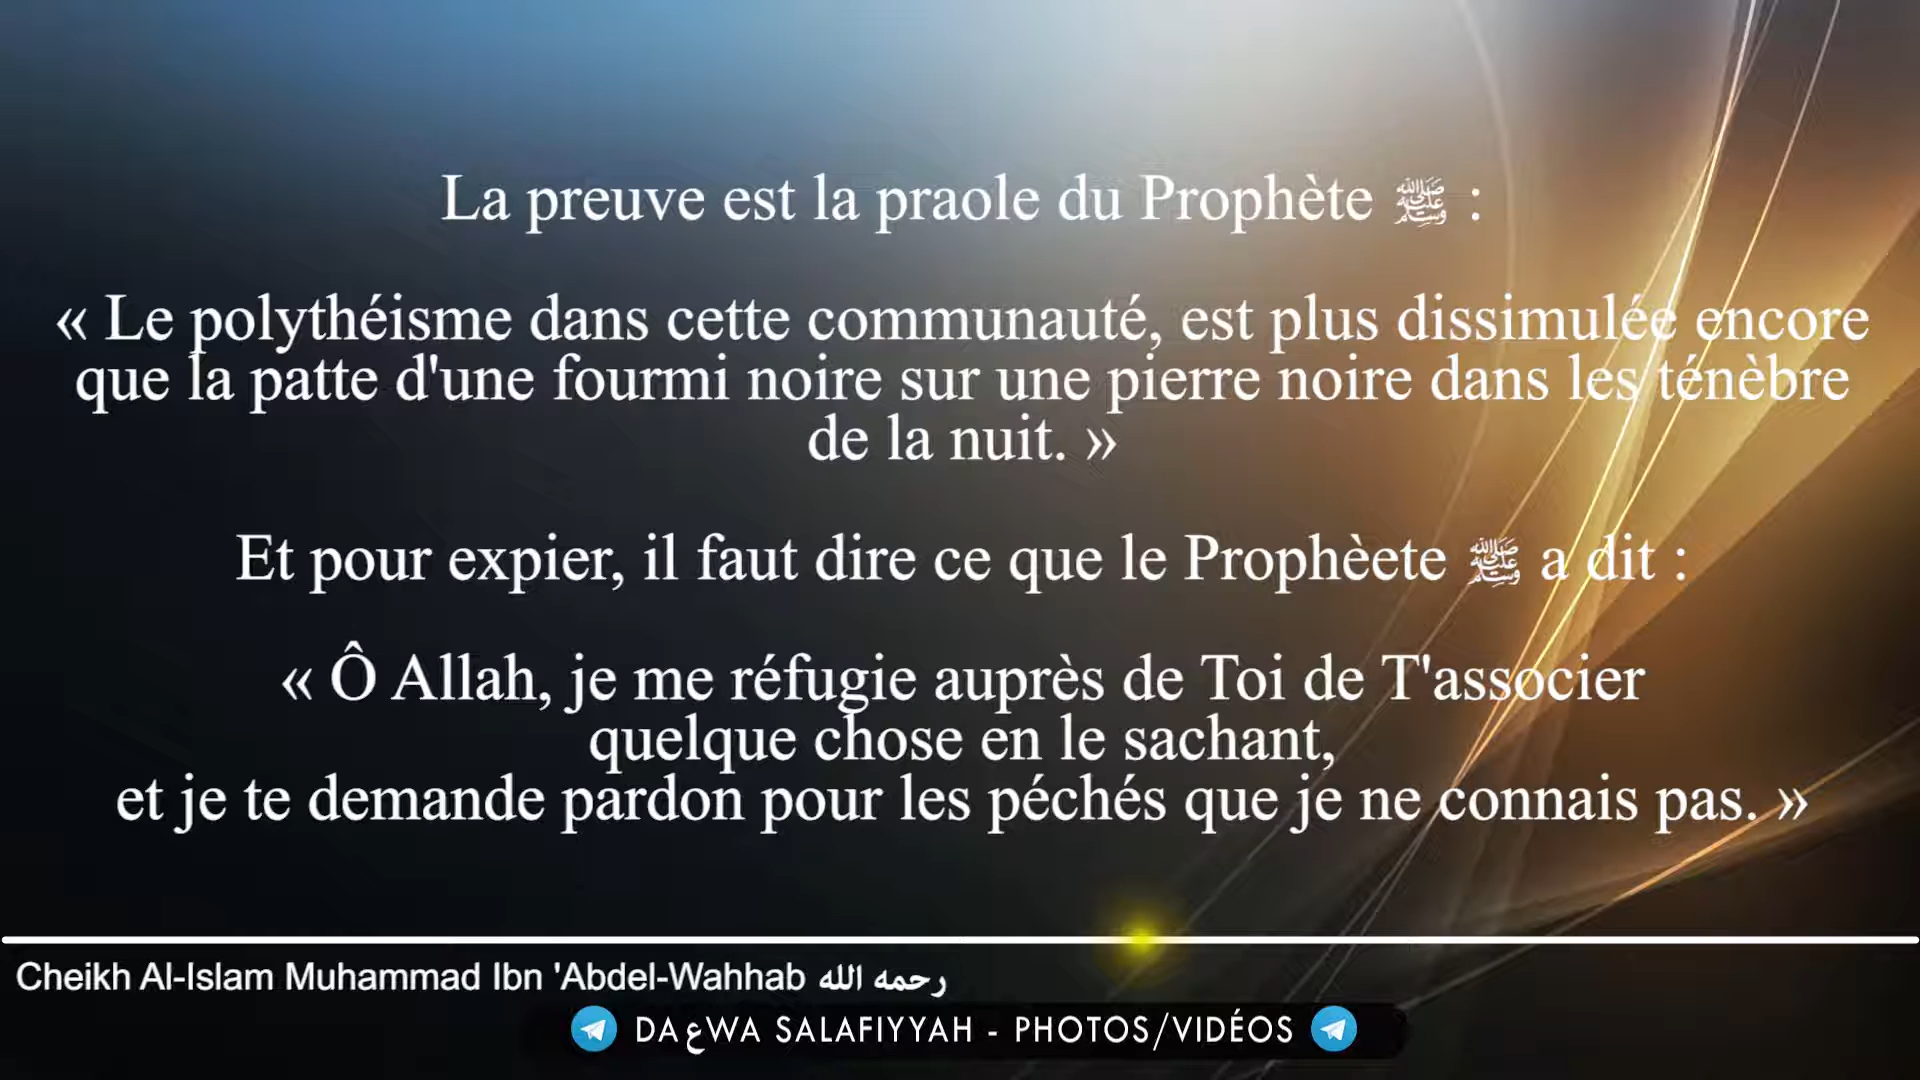 La preuve est la praole du Prophète ﷺ :
« Le polythéisme dans cette communauté, est plus dissimulée encore
que la patte d'une fourmi noire sur une pierre noire dans les ténèbre
de la nuit. »
Et pour expier, il faut dire ce que le Prophèete ﷺ a dit :
« Ô Allah, je me réfugie auprès de Toi de T'associer
quelque chose en le sachant,
et je te demande pardon pour les péchés que je ne connais pas. »
Cheikh Al-Islam Muhammad Ibn 'Abdel-Wahhab رحمه الله
DAعWA SALAFIYYAH - PHOTOS/VIDÉOS